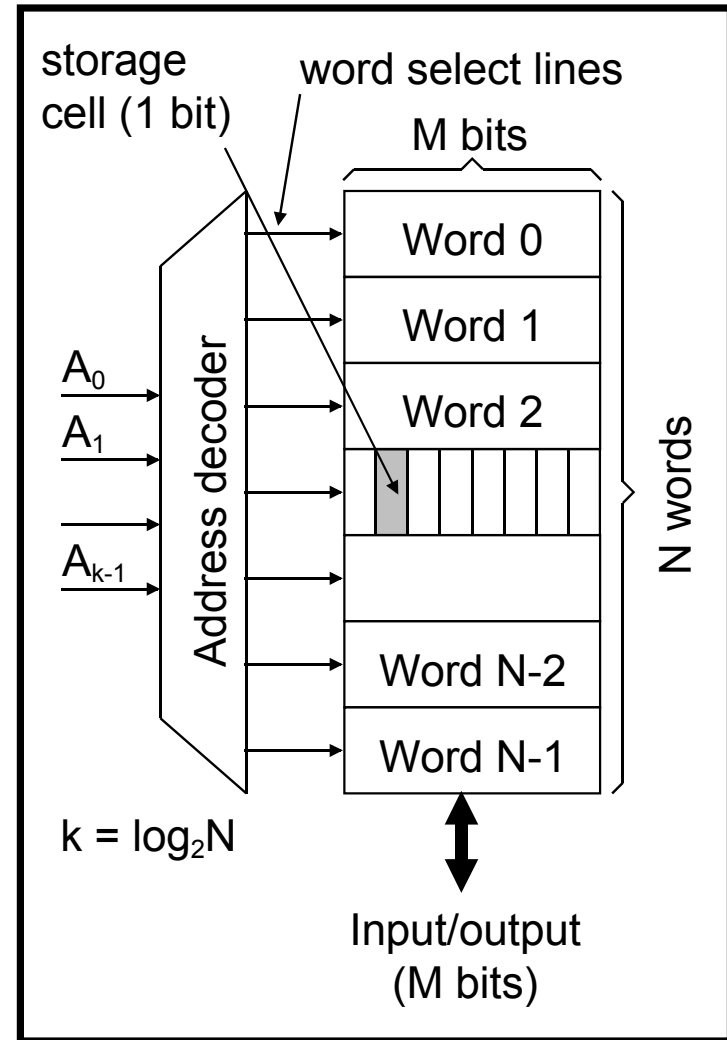 storage
cell (1 bit)
word select lines
M bits
Word 0
Word 1
Word 2
Word N-2
Word N-1
N words
Address decoder
A₀
A₁
Aₖ₋₁
k = log₂N
Input/output
(M bits)